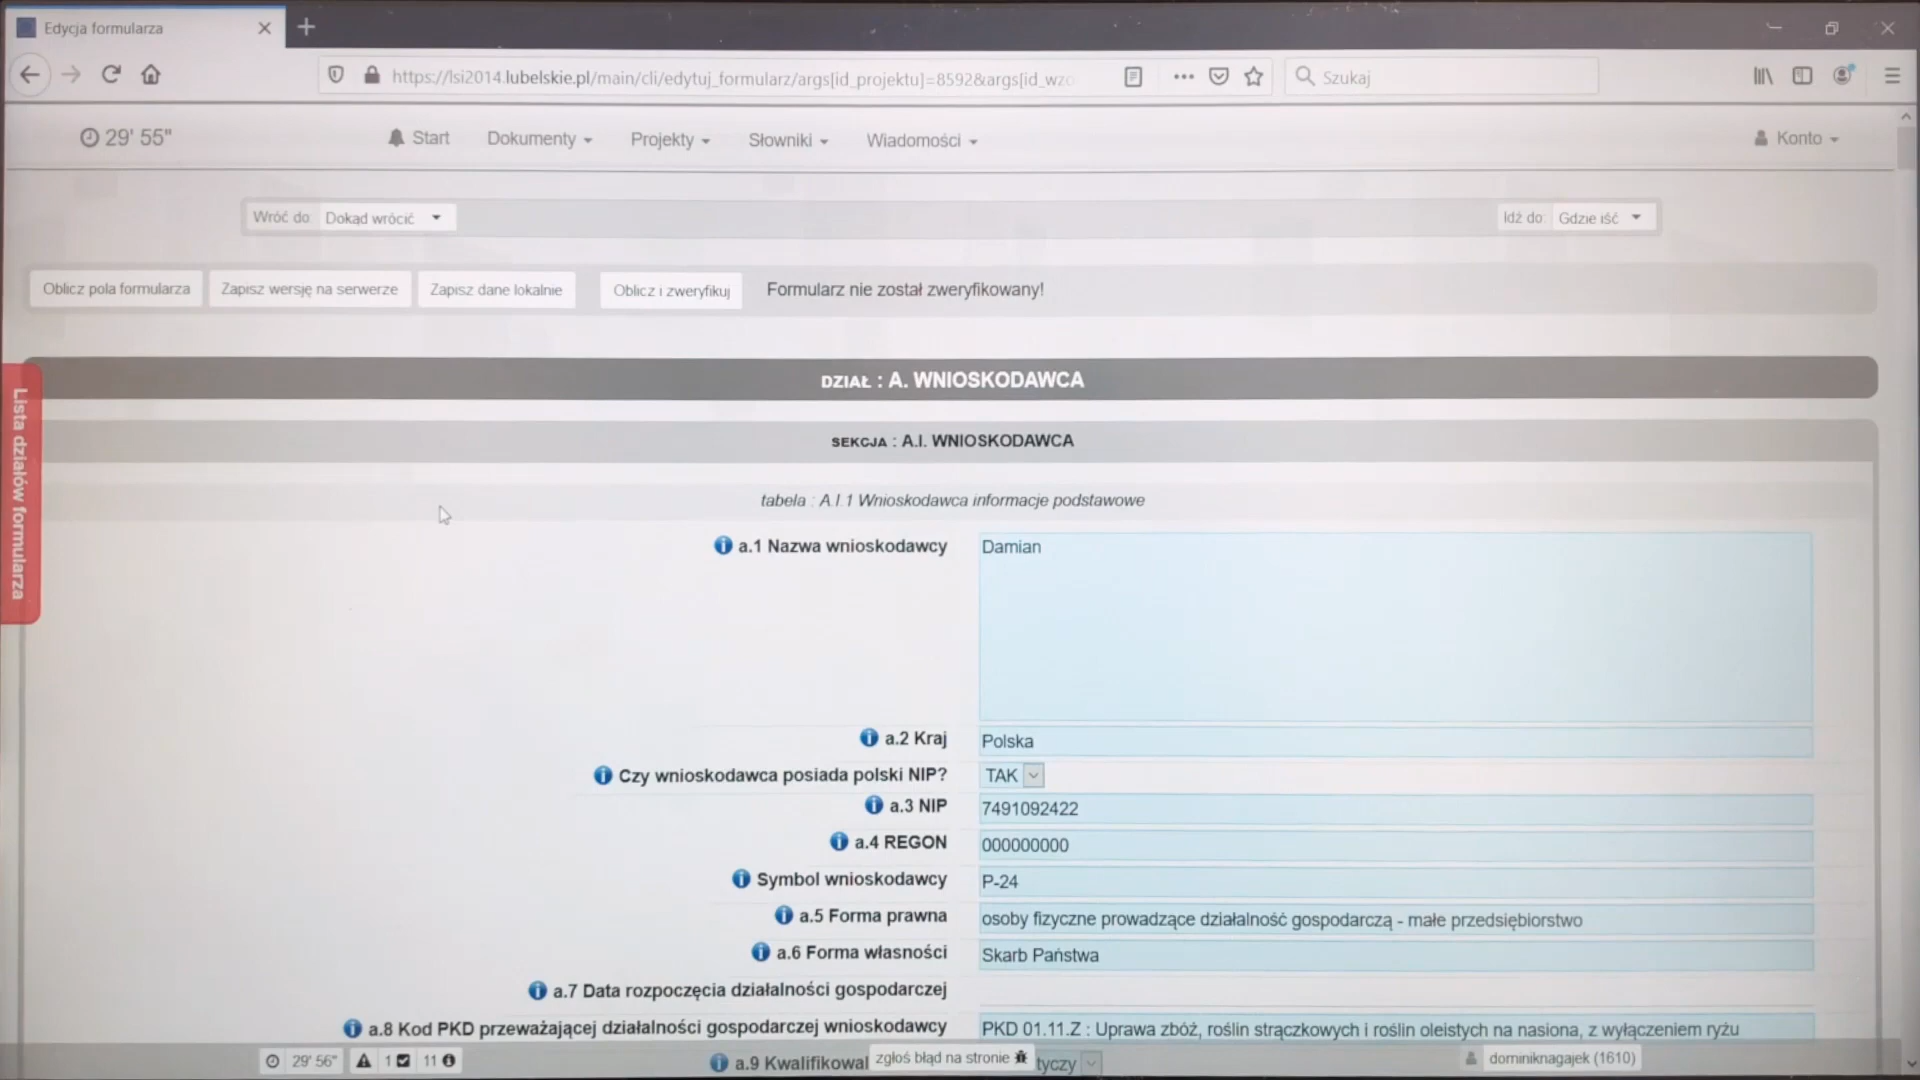 Edycja formularza
https://lsi2014.lubelskie.pl/main/cli/edytuj_formularz/args[id_projektu]=8592&args[id_wzo
Szukaj
29' 55"
Start
Dokumenty
Projekty
Słowniki
Wiadomości
Konto
Wróć do: Dokąd wrócić
Idź do: Gdzie iść
Oblicz pola formularza
Zapisz wersję na serwerze
Zapisz dane lokalnie
Oblicz i zweryfikuj
Formularz nie został zweryfikowany!
Lista działów formularza
DZIAŁ : A. WNIOSKODAWCA
SEKCJA : A.I. WNIOSKODAWCA
tabela : A.I.1 Wnioskodawca informacje podstawowe
a.1 Nazwa wnioskodawcy Damian
a.2 Kraj Polska
Czy wnioskodawca posiada polski NIP? TAK
a.3 NIP 7491092422
a.4 REGON 000000000
Symbol wnioskodawcy P-24
a.5 Forma prawna osoby fizyczne prowadzące działalność gospodarczą - małe przedsiębiorstwo
a.6 Forma własności Skarb Państwa
a.7 Data rozpoczęcia działalności gospodarczej
a.8 Kod PKD przeważającej działalności gospodarczej wnioskodawcy PKD 01.11.Z : Uprawa zbóż, roślin strączkowych i roślin oleistych na nasiona, z wyłączeniem ryżu
a.9 Kwalifikowal tyczy
29' 56" 1 11
zgłoś błąd na stronie
dominiknagajek (1610)